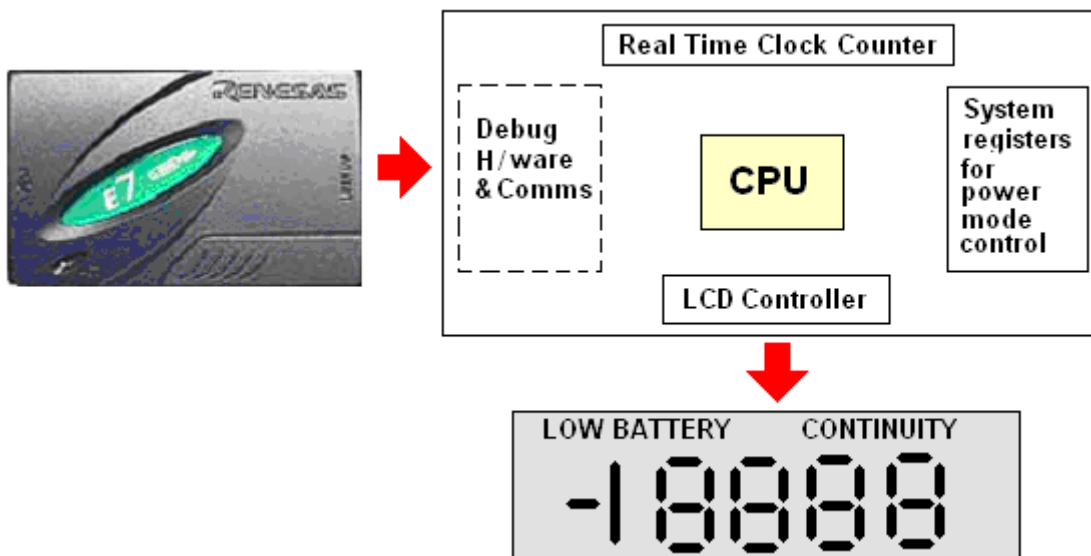 Real Time Clock Counter
RENESAS
E7
Debug
H/ware
& Comms
CPU
System
registers
for
power
mode
control
LCD Controller
LOW BATTERY CONTINUITY
-18888